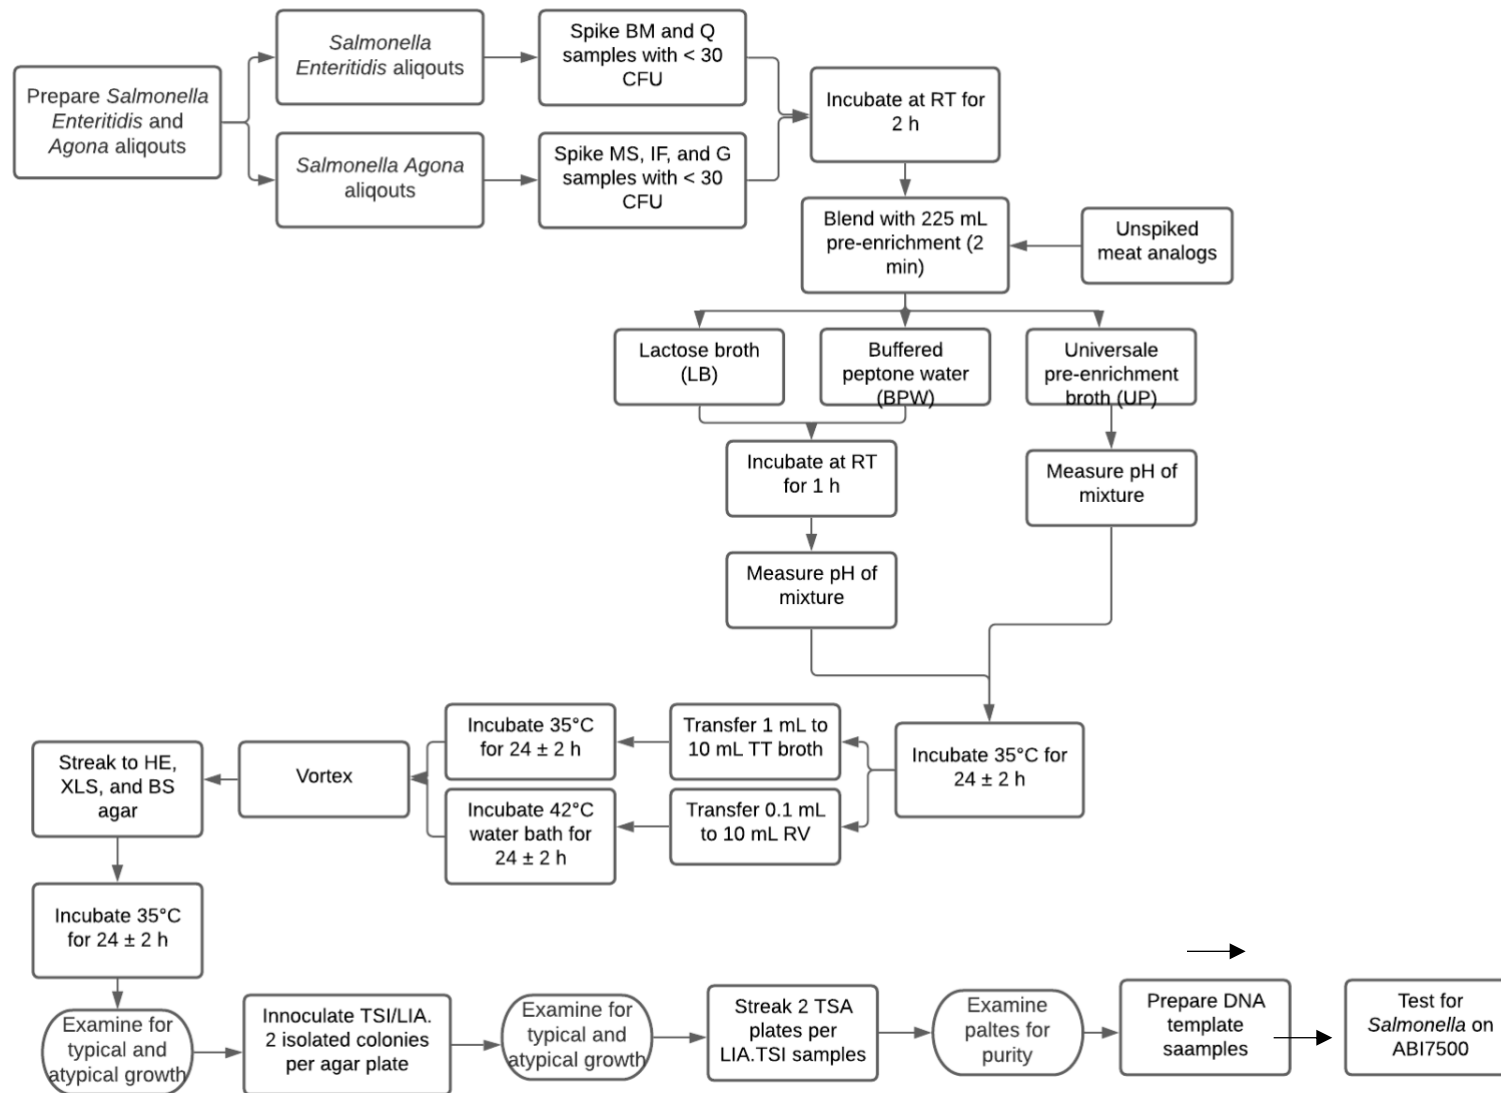 Prepare Salmonella
Enteritidis and
Agona aliqouts
Salmonella
Enteritidis aliqouts
Spike BM and Q
samples with < 30
CFU
Salmonella Agona
aliqouts
Spike MS, IF, and G
samples with < 30
CFU
Incubate at RT for
2 h
Blend with 225 mL
pre-enrichment (2
min)
Unspiked
meat analogs
Lactose broth
(LB)
Buffered
peptone water
(BPW)
Universale
pre-enrichment
broth (UP)
Incubate at RT
for 1 h
Measure pH of
mixture
Measure pH of
mixture
Incubate 35°C for
24 ± 2 h
Transfer 1 mL to
10 mL TT broth
Transfer 0.1 mL
to 10 mL RV
Incubate 35°C
for 24 ± 2 h
Incubate 42°C
water bath for
24 ± 2 h
Vortex
Streak to HE,
XLS, and BS
agar
Incubate 35°C
for 24 ± 2 h
Examine for
typical and
atypical growth
Innoculate TSI/LIA.
2 isolated colonies
per agar plate
Examine for
typical and
atypical growth
Streak 2 TSA
plates per
LIA.TSI samples
Examine
paltes for
purity
Prepare DNA
template
saamples
Test for
Salmonella on
ABI7500